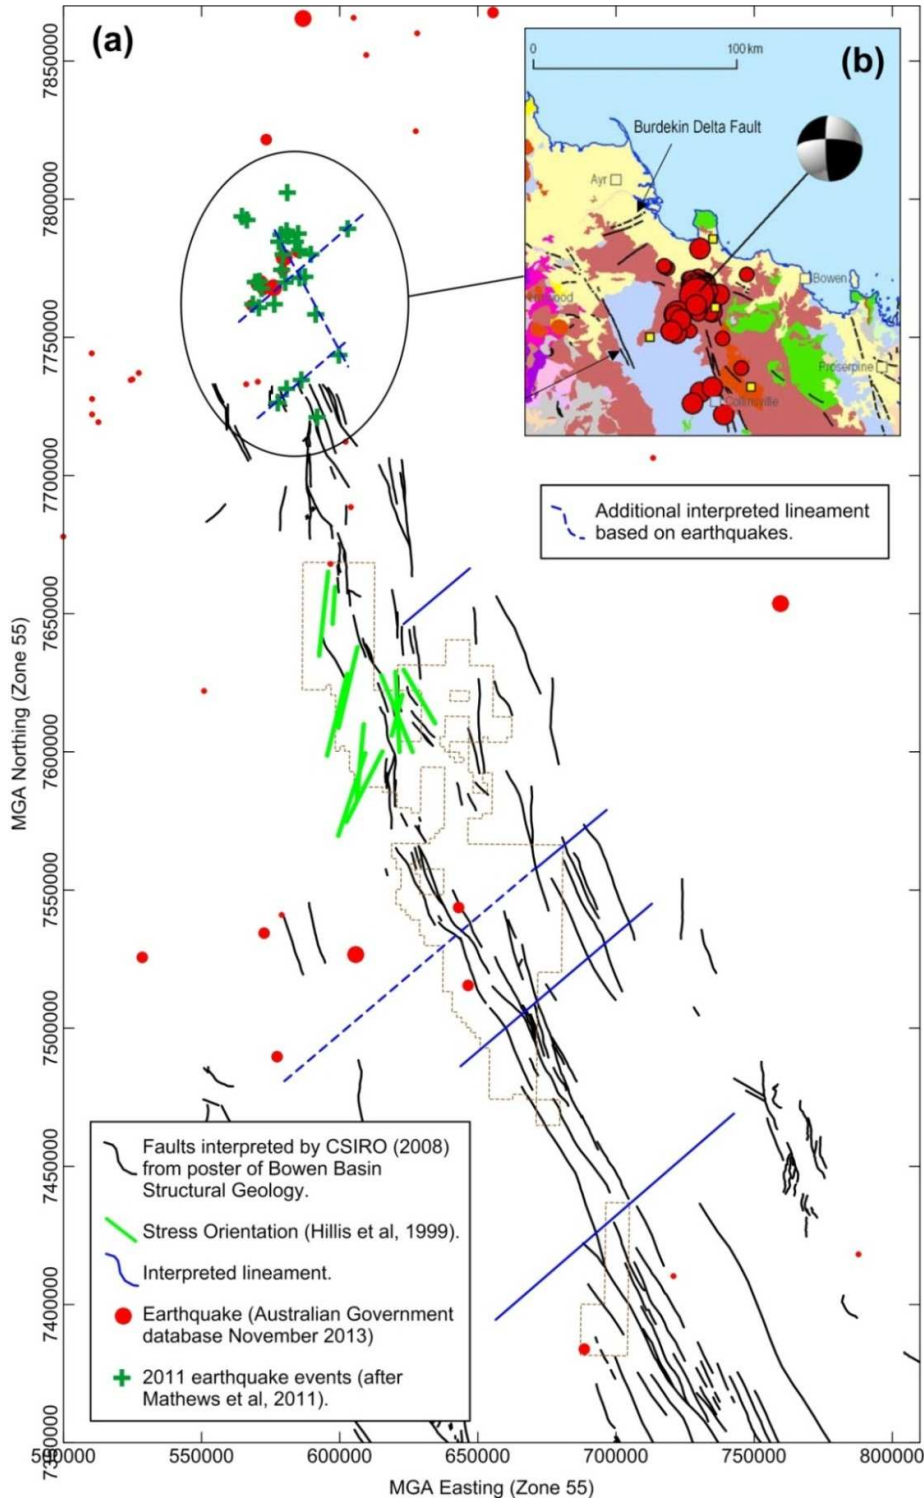 (a)
(b)
0
100 km
Burdekin Delta Fault
Ayr
Bowen
Proserpine
Collinsville
Additional interpreted lineament
based on earthquakes.
MGA Northing (Zone 55)
7850000
7800000
7750000
7700000
7650000
7600000
7550000
7500000
7450000
7400000
Faults interpreted by CSIRO (2008)
from poster of Bowen Basin
Structural Geology.
Stress Orientation (Hillis et al, 1999).
Interpreted lineament.
Earthquake (Australian Government
database November 2013)
2011 earthquake events (after
Mathews et al, 2011).
550000 600000 650000 700000 750000 800000
MGA Easting (Zone 55)